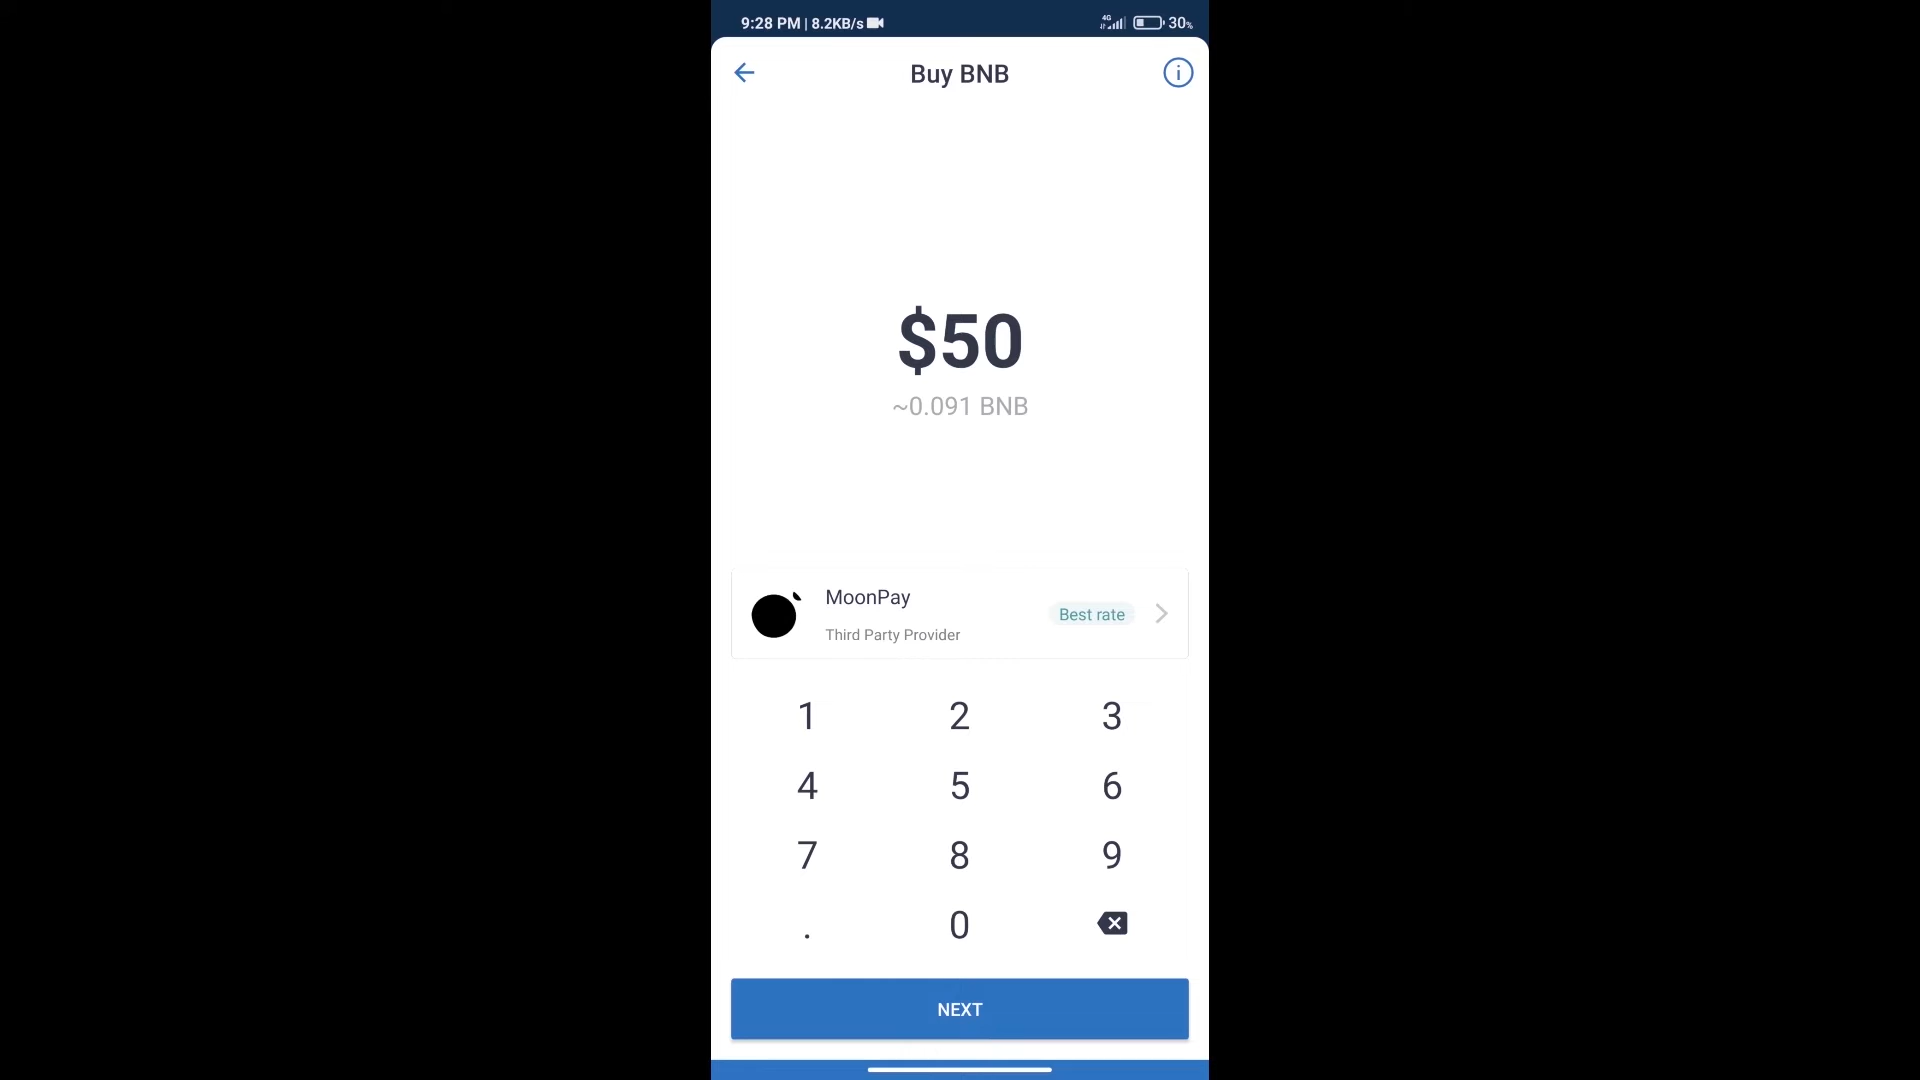 9:28 PM | 8.2KB/s 4G 30%
Buy BNB
$50
~0.091 BNB
MoonPay
Best rate
Third Party Provider
1 2 3
4 5 6
7 8 9
. 0
NEXT